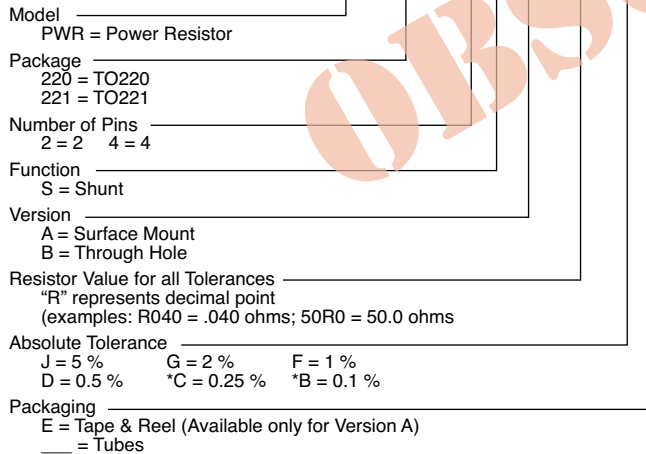 Model
PWR = Power Resistor
Package
220 = TO220
221 = TO221
Number of Pins
2 = 2 4 = 4
Function
S = Shunt
Version
A = Surface Mount
B = Through Hole
Resistor Value for all Tolerances
“R” represents decimal point
(examples: R040 = .040 ohms; 50R0 = 50.0 ohms
Absolute Tolerance
J = 5 % G = 2 % F = 1 %
D = 0.5 % *C = 0.25 % *B = 0.1 %
Packaging
E = Tape & Reel (Available only for Version A)
___ = Tubes
OBS